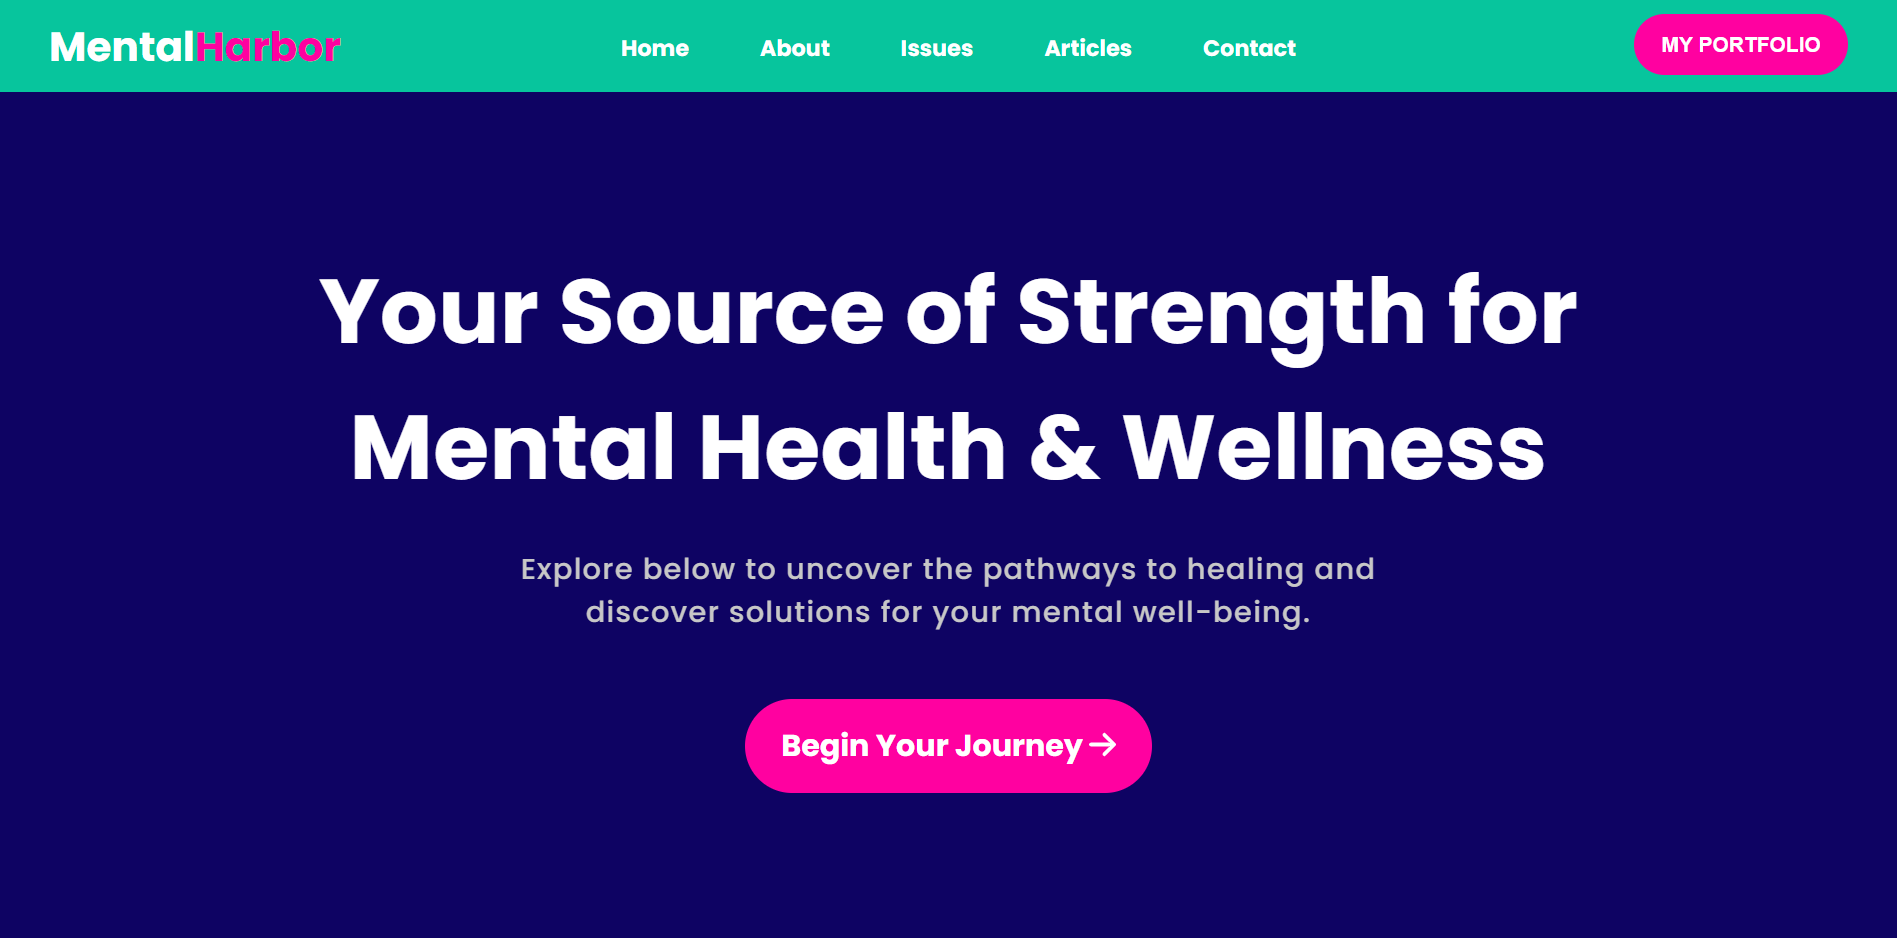 MentalHarbor
Home About Issues Articles Contact
MY PORTFOLIO
Your Source of Strength for
Mental Health & Wellness
Explore below to uncover the pathways to healing and
discover solutions for your mental well-being.
Begin Your Journey →